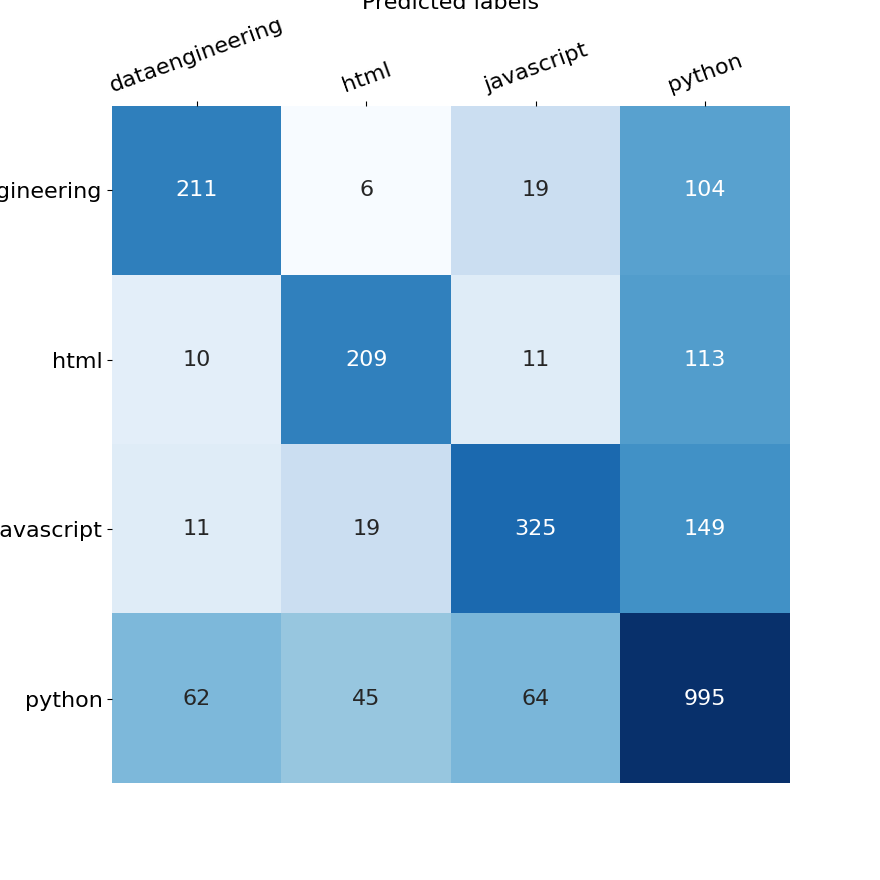 Predicted labels
dataengineering html javascript python
gineering 211 6 19 104
html 10 209 11 113
avascript 11 19 325 149
python 62 45 64 995